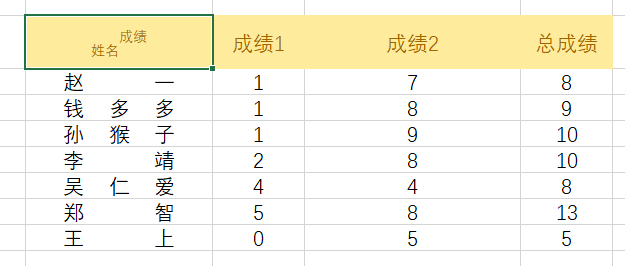 成绩
姓名 成绩1 成绩2 总成绩
赵一 1 7 8
钱多多 1 8 9
孙猴子 1 9 10
李靖 2 8 10
吴仁爱 4 4 8
郑智 5 8 13
王上 0 5 5